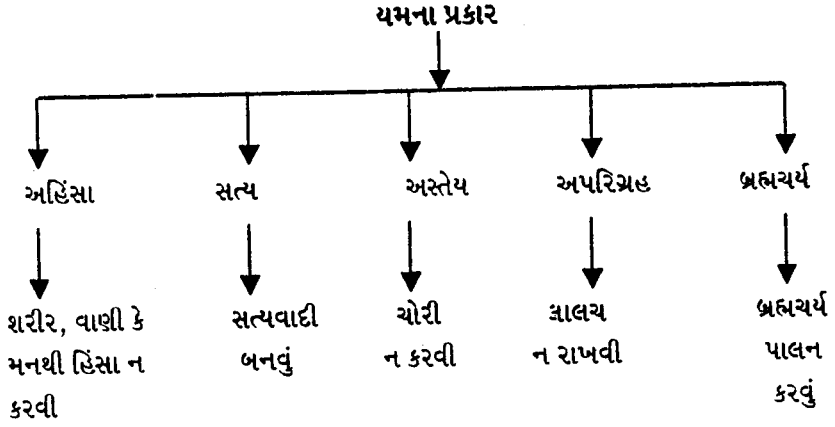 યમના પ્રકાર
અહિંસા
સત્ય
અસ્તેય
અપરિગ્રહ
બ્રહ્મચર્ય
શરીર, વાણી કે
મનથી હિંસા ન
કરવી
સત્યવાદી
બનવું
ચોરી
ન કરવી
લાલચ
ન રાખવી
બ્રહ્મચર્ય
પાલન
કરવું